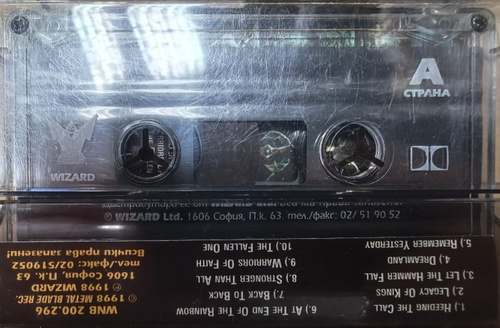 А
СТРАНА
WIZARD
© WIZARD Ltd. 1606 София, П.к. 63. тел./факс: 02/ 51 90 52
1.) HEEDING THE CALL
2.) LEGACY OF KINGS
3.) LET THE HAMMER FALL
4.) DREAMLAND
5.) REMEMBER YESTERDAY
6.) AT THE END OF THE RAINBOW
7.) BACK TO BACK
8.) STRONGER THAN ALL
9.) WARRIORS OF FAITH
10.) THE FALLEN ONE
WNB 200.296
℗ 1998 METAL BLADE REC.
© 1998 WIZARD
1606 София, П.к 63
тел./факс: 02/519052
Всички права запазени!